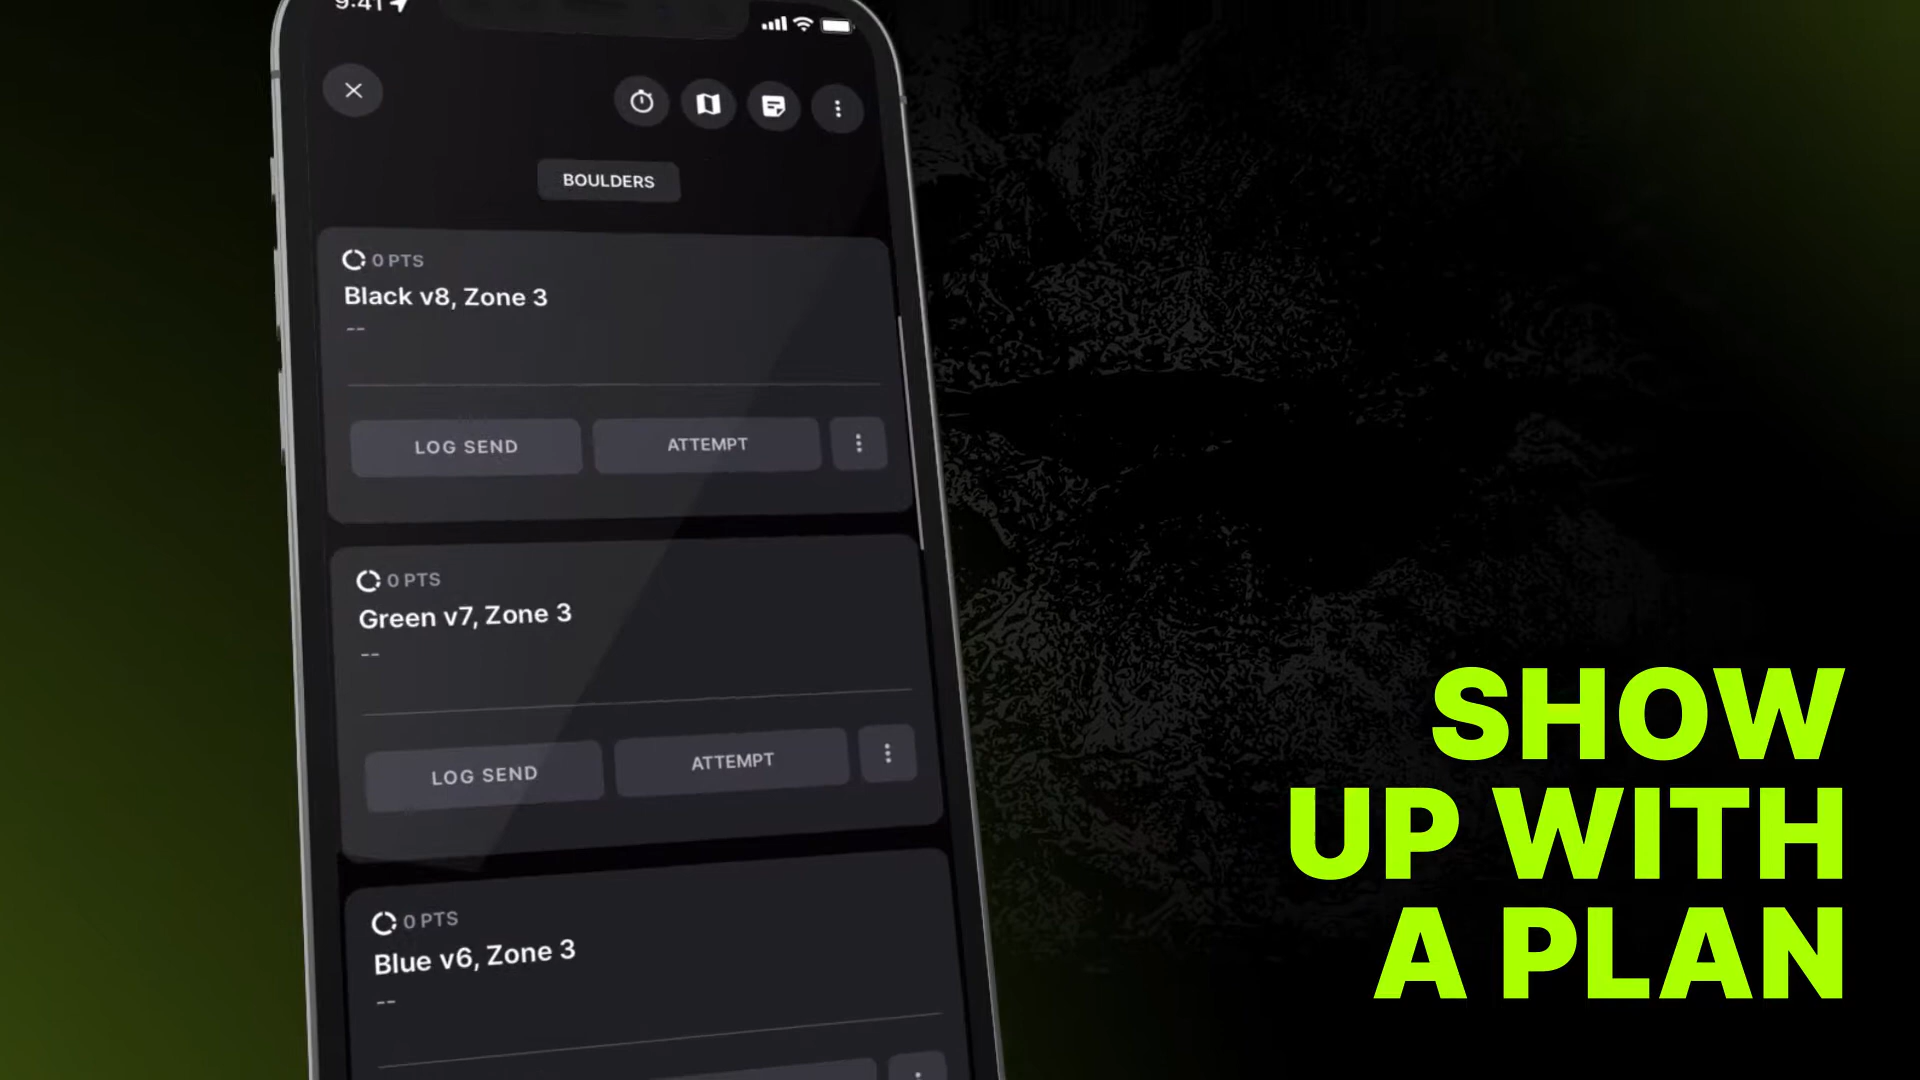 9:41
BOULDERS
0 PTS
Black v8, Zone 3
--
LOG SEND
ATTEMPT
0 PTS
Green v7, Zone 3
--
LOG SEND
ATTEMPT
0 PTS
Blue v6, Zone 3
--
SHOW
UP WITH
A PLAN